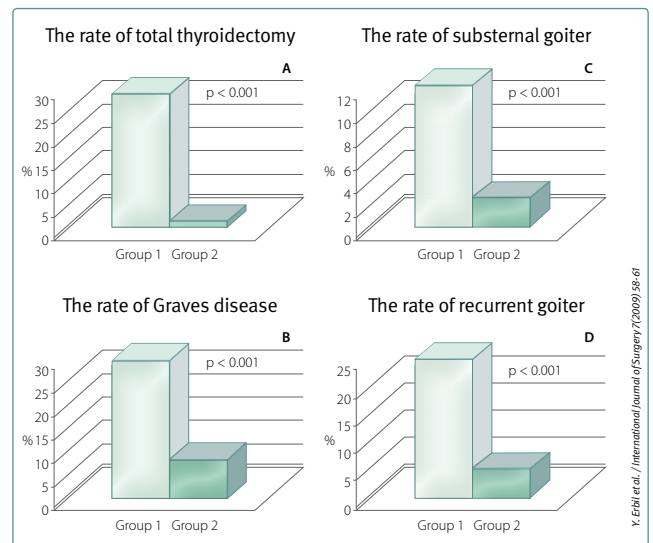 The rate of total thyroidectomy
A
p < 0.001
30
25
20
% 15
10
5
0
Group 1 Group 2
The rate of substernal goiter
C
p < 0.001
12
10
8
%
6
4
2
0
Group 1 Group 2
The rate of Graves disease
B
p < 0.001
30
25
20
% 15
10
5
0
Group 1 Group 2
The rate of recurrent goiter
D
p < 0.001
25
20
15
%
10
5
0
Group 1 Group 2
Y. Erbil et al. / International Journal of Surgery 7(2009) 58-61